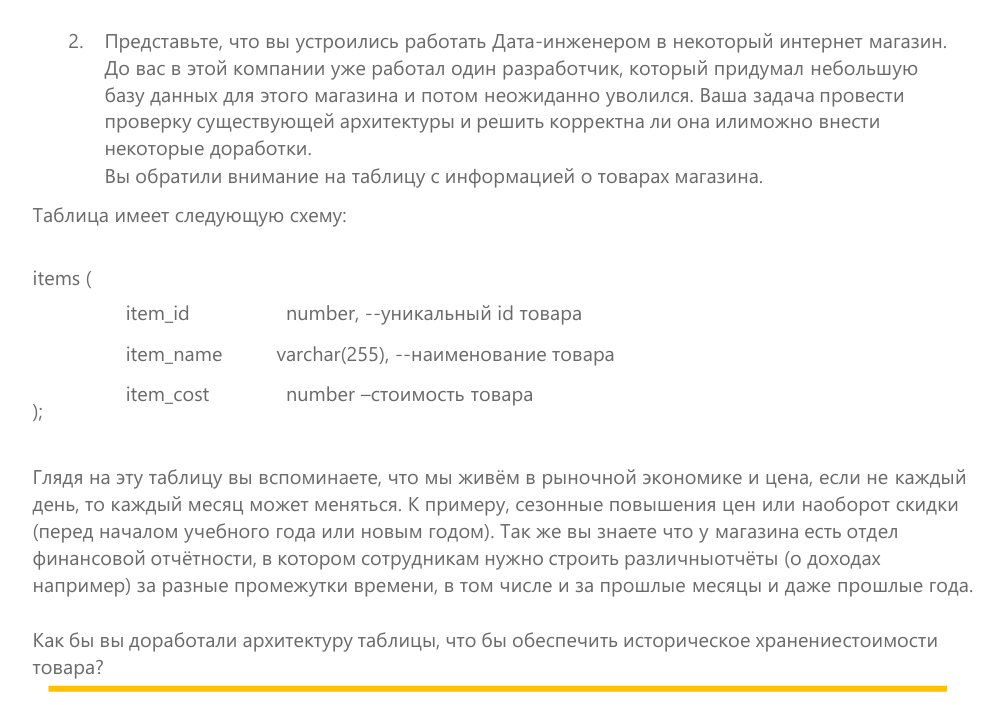 2. Представьте, что вы устроились работать Дата-инженером в некоторый интернет магазин.
До вас в этой компании уже работал один разработчик, который придумал небольшую
базу данных для этого магазина и потом неожиданно уволился. Ваша задача провести
проверку существующей архитектуры и решить корректна ли она илиможно внести
некоторые доработки.
Вы обратили внимание на таблицу с информацией о товарах магазина.
Таблица имеет следующую схему:
items (
item_id number, --уникальный id товара
item_name varchar(255), --наименование товара
item_cost number –стоимость товара
);
Глядя на эту таблицу вы вспоминаете, что мы живём в рыночной экономике и цена, если не каждый
день, то каждый месяц может меняться. К примеру, сезонные повышения цен или наоборот скидки
(перед началом учебного года или новым годом). Так же вы знаете что у магазина есть отдел
финансовой отчётности, в котором сотрудникам нужно строить различныотчёты (о доходах
например) за разные промежутки времени, в том числе и за прошлые месяцы и даже прошлые года.
Как бы вы доработали архитектуру таблицы, что бы обеспечить историческое хранениестоимости
товара?